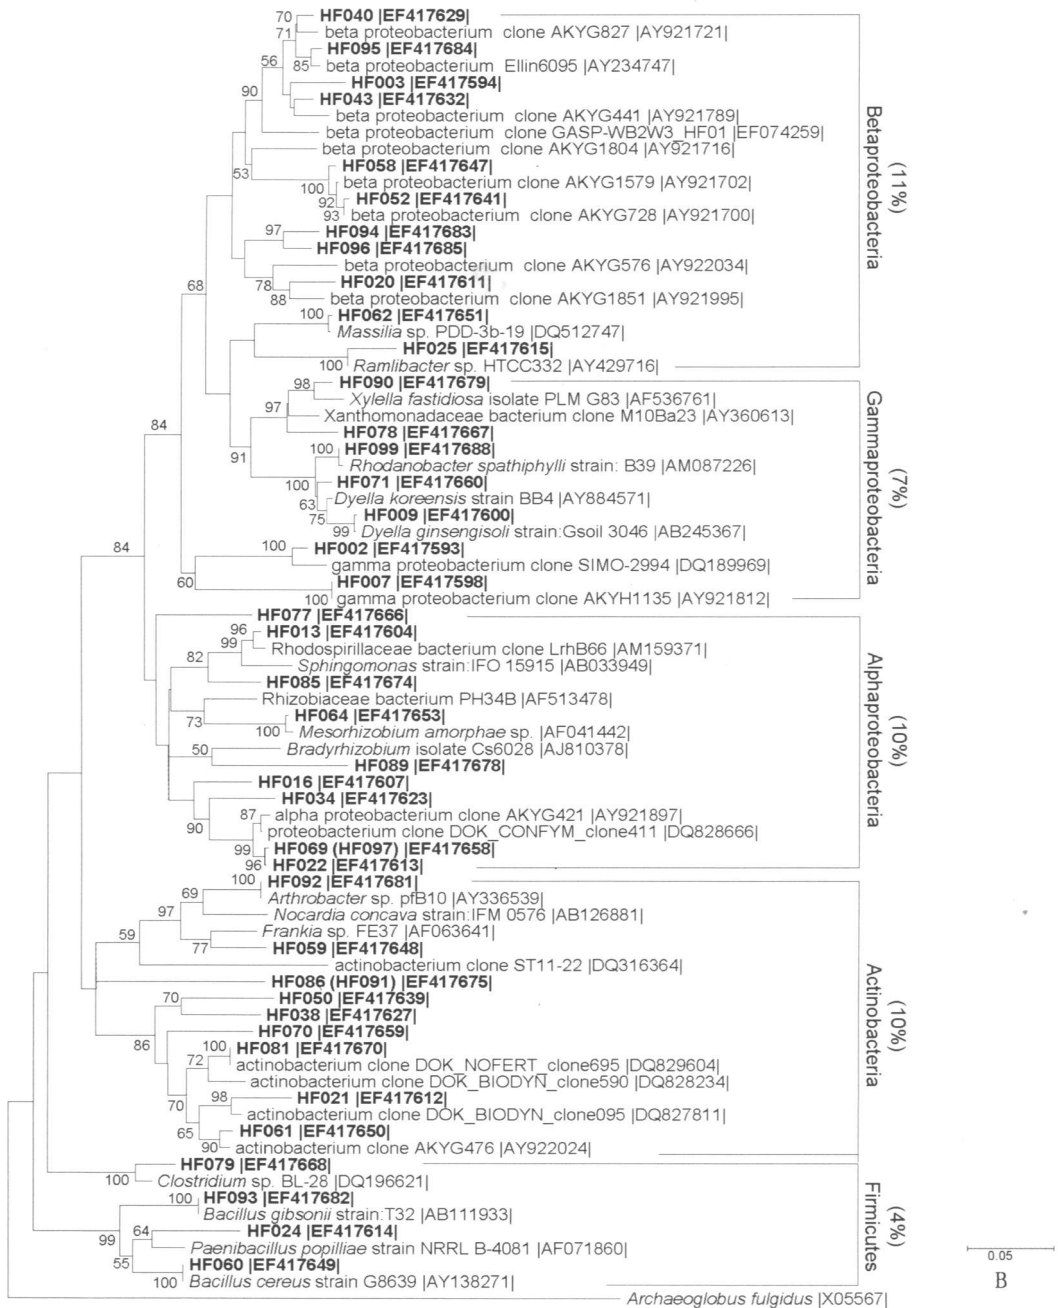 HF040 |EF417629|
70
71
beta proteobacterium clone AKYG827 |AY921721|
HF095 |EF417684|
56
85
beta proteobacterium Ellin6095 |AY234747|
HF003 |EF417594|
90
HF043 |EF417632|
beta proteobacterium clone AKYG441 |AY921789|
beta proteobacterium clone GASP-WB2W3_HF01 |EF074259|
beta proteobacterium clone AKYG1804 |AY921716|
HF058 |EF417647|
53
100
beta proteobacterium clone AKYG1579 |AY921702|
92
HF052 |EF417641|
93
beta proteobacterium clone AKYG728 |AY921700|
97
HF094 |EF417683|
HF096 |EF417685|
beta proteobacterium clone AKYG576 |AY922034|
78
HF020 |EF417611|
68
88
beta proteobacterium clone AKYG1851 |AY921995|
100
HF062 |EF417651|
Massilia sp. PDD-3b-19 |DQ512747|
HF025 |EF417615|
100
Ramlibacter sp. HTCC332 |AY429716|
Betaproteobacteria
(11%)
98
HF090 |EF417679|
Xylella fastidiosa isolate PLM G83 |AF536761|
97
Xanthomonadaceae bacterium clone M10Ba23 |AY360613|
84
HF078 |EF417667|
91
100
HF099 |EF417688|
Rhodanobacter spathiphylli strain: B39 |AM087226|
100
HF071 |EF417660|
63
Dyella koreensis strain BB4 |AY884571|
75
HF009 |EF417600|
99
Dyella ginsengisoli strain:Gsoil 3046 |AB245367|
84
100
HF002 |EF417593|
gamma proteobacterium clone SIMO-2994 |DQ189969|
60
HF007 |EF417598|
100
gamma proteobacterium clone AKYH1135 |AY921812|
Gammaproteobacteria
(7%)
HF077 |EF417666|
96
HF013 |EF417604|
99
Rhodospirillaceae bacterium clone LrhB66 |AM159371|
82
Sphingomonas strain:IFO 15915 |AB033949|
HF085 |EF417674|
Rhizobiaceae bacterium PH34B |AF513478|
73
HF064 |EF417653|
100
Mesorhizobium amorphae sp. |AF041442|
50
Bradyrhizobium isolate Cs6028 |AJ810378|
HF089 |EF417678|
HF016 |EF417607|
HF034 |EF417623|
87
alpha proteobacterium clone AKYG421 |AY921897|
90
proteobacterium clone DOK_CONFYM_clone411 |DQ828666|
99
HF069 (HF097) |EF417658|
96
HF022 |EF417613|
Alphaproteobacteria
(10%)
100
HF092 |EF417681|
69
Arthrobacter sp. pfB10 |AY336539|
97
Nocardia concava strain:IFM 0576 |AB126881|
59
Frankia sp. FE37 |AF063641|
77
HF059 |EF417648|
actinobacterium clone ST11-22 |DQ316364|
HF086 (HF091) |EF417675|
70
HF050 |EF417639|
HF038 |EF417627|
86
HF070 |EF417659|
100
HF081 |EF417670|
72
actinobacterium clone DOK_NOFERT_clone695 |DQ829604|
actinobacterium clone DOK_BIODYN_clone590 |DQ828234|
98
HF021 |EF417612|
70
actinobacterium clone DOK_BIODYN_clone095 |DQ827811|
65
HF061 |EF417650|
90
actinobacterium clone AKYG476 |AY922024|
Actinobacteria
(10%)
HF079 |EF417668|
100
Clostridium sp. BL-28 |DQ196621|
100
HF093 |EF417682|
Bacillus gibsonii strain:T32 |AB111933|
64
HF024 |EF417614|
99
Paenibacillus popilliae strain NRRL B-4081 |AF071860|
55
HF060 |EF417649|
100
Bacillus cereus strain G8639 |AY138271|
Firmicutes
(4%)
Archaeoglobus fulgidus |X05567|
0.05
B